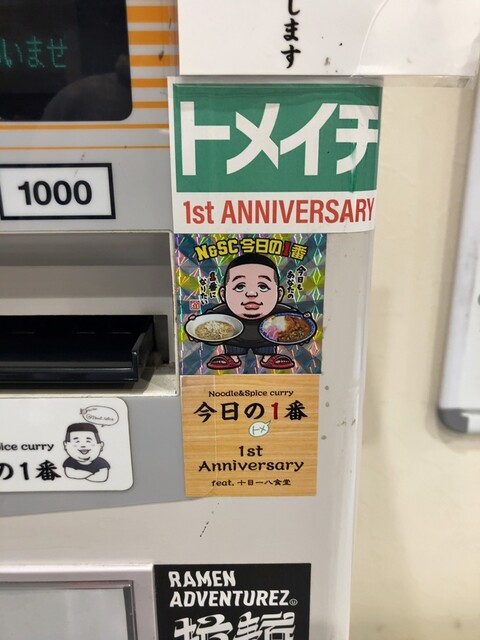 します
いませ
トメイチ
1st ANNIVERSARY
1000
N&SC 今日の1番
今日もあなたの
一番になりたい
Noodle&Spice curry
今日の1番
トメ
1st
Anniversary
feat. 十目一八食堂
ice curry
の1番
RAMEN
ADVENTUREZ